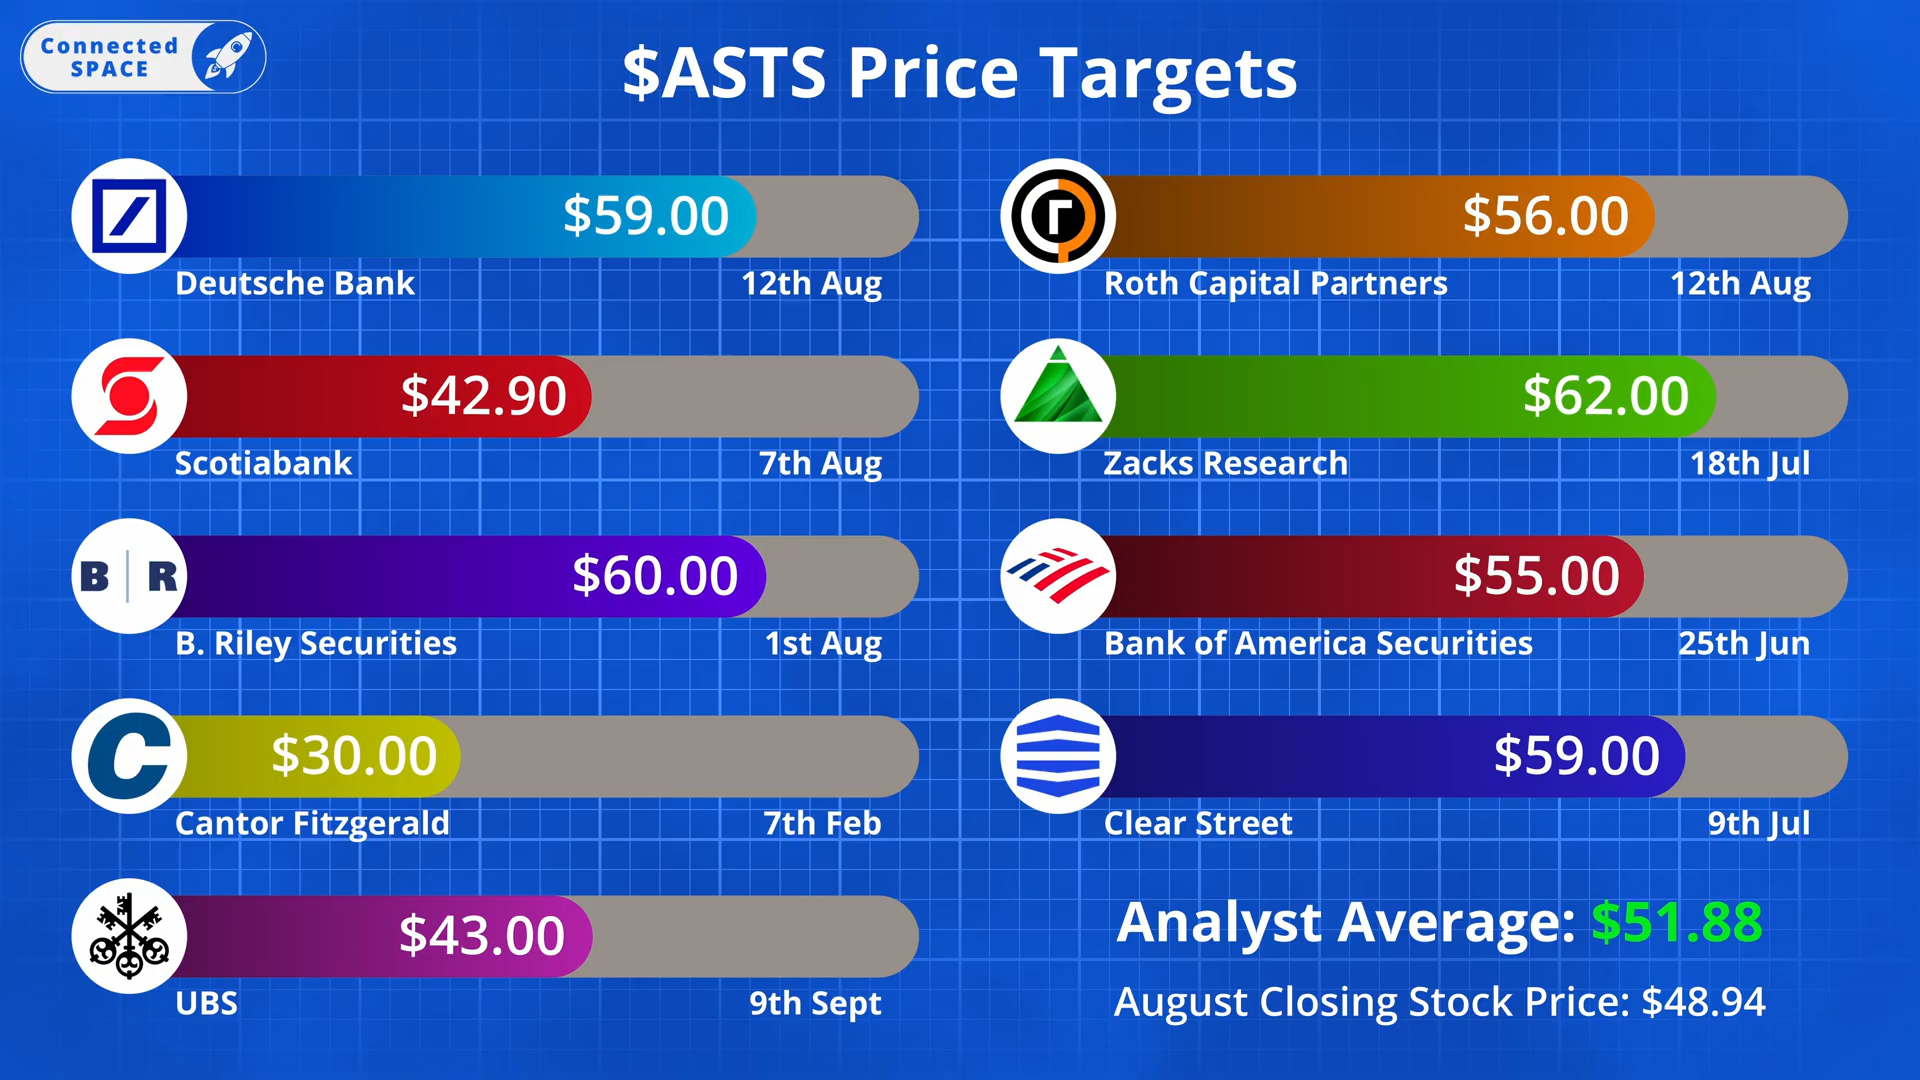 Connected
SPACE
$ASTS Price Targets
$59.00
Deutsche Bank 12th Aug
$42.90
Scotiabank 7th Aug
B | R
$60.00
B. Riley Securities 1st Aug
C
$30.00
Cantor Fitzgerald 7th Feb
$43.00
UBS 9th Sept
r
$56.00
Roth Capital Partners 12th Aug
$62.00
Zacks Research 18th Jul
$55.00
Bank of America Securities 25th Jun
$59.00
Clear Street 9th Jul
Analyst Average: $51.88
August Closing Stock Price: $48.94